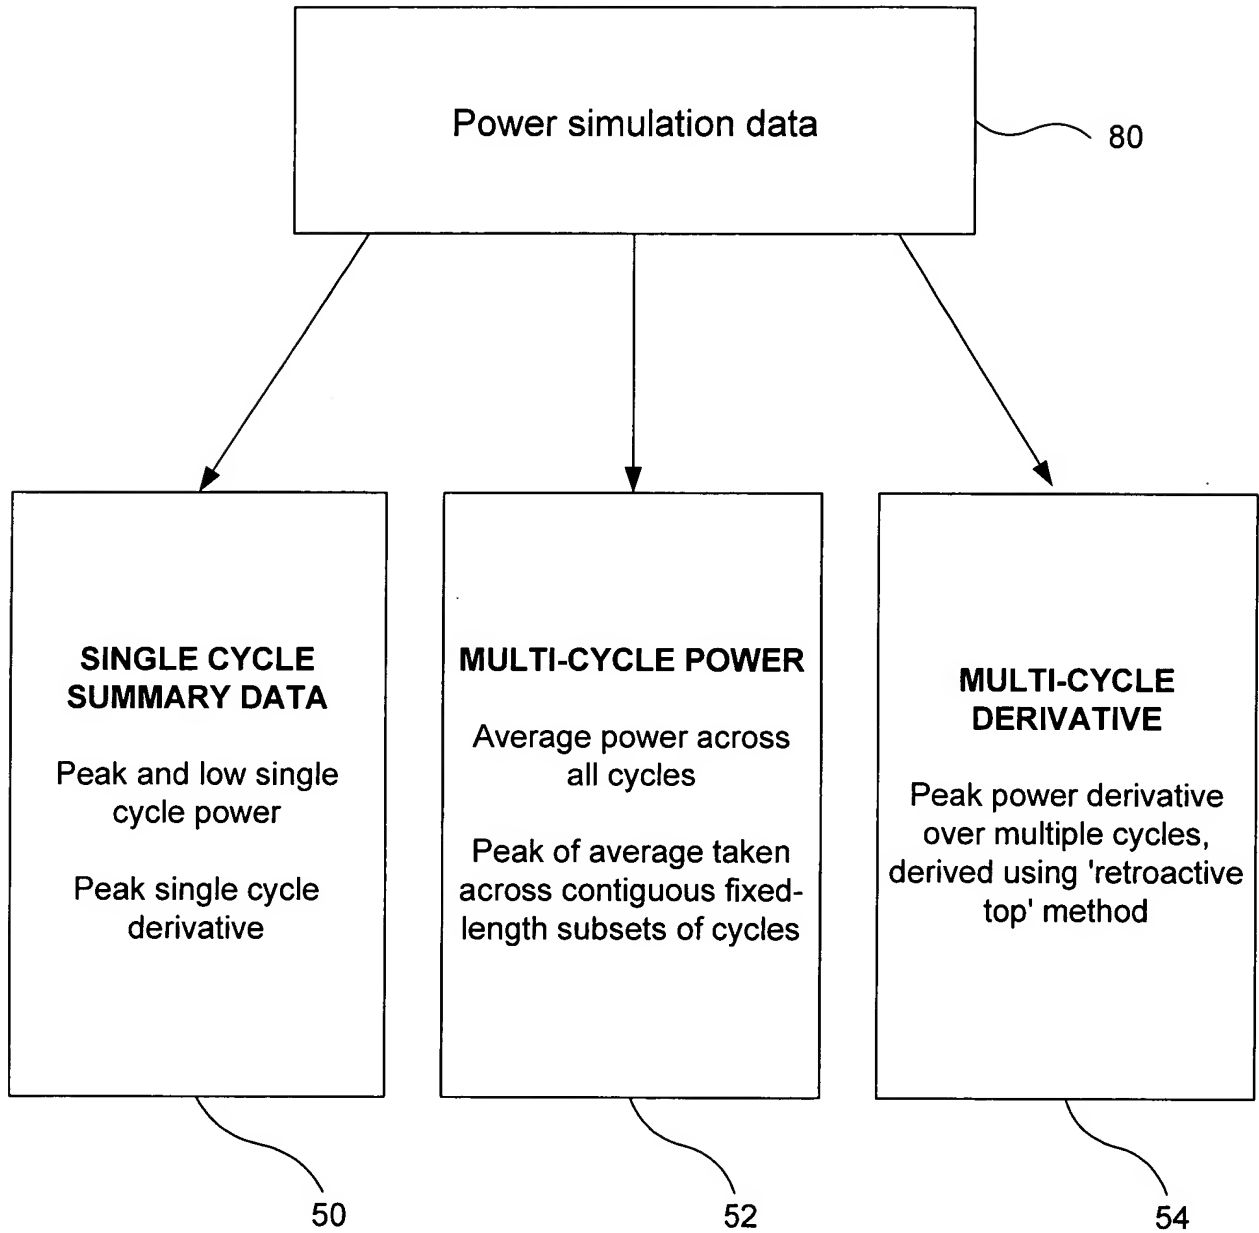 Power simulation data
80
SINGLE CYCLE
SUMMARY DATA
Peak and low single
cycle power
Peak single cycle
derivative
50
MULTI-CYCLE POWER
Average power across
all cycles
Peak of average taken
across contiguous fixed-
length subsets of cycles
52
MULTI-CYCLE
DERIVATIVE
Peak power derivative
over multiple cycles,
derived using 'retroactive
top' method
54